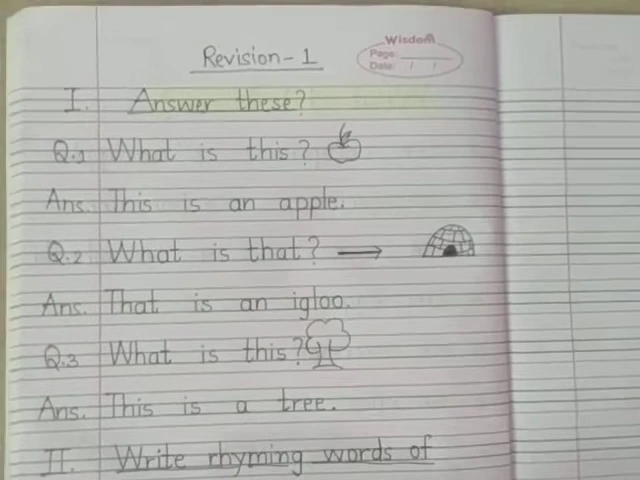 Wisdom
Page:
Date: / /
Revision-1
I. Answer these?
Q.1 What is this?
Ans. This is an apple.
Q.2 What is that? →
Ans. That is an igloo.
Q.3 What is this?
Ans. This is a tree.
II. Write rhyming words of